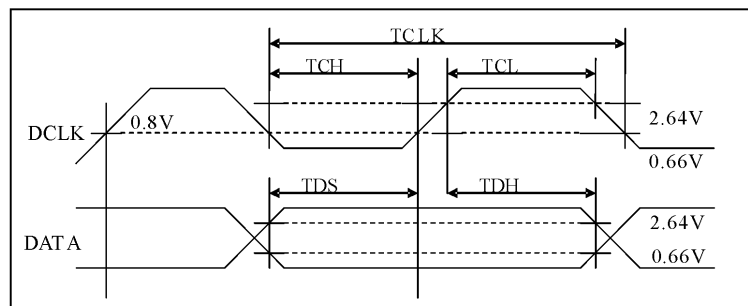 TCLK
TCH
TCL
DCLK
0.8V
2.64V
0.66V
TDS
TDH
DATA
2.64V
0.66V